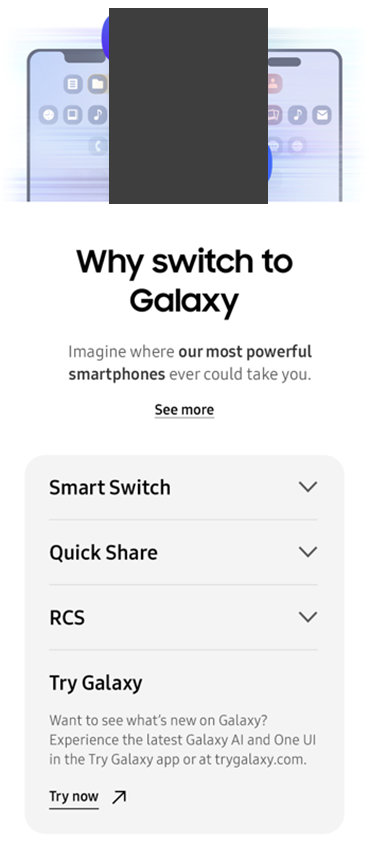 Why switch to
Galaxy
Imagine where our most powerful
smartphones ever could take you.
See more
Smart Switch
Quick Share
RCS
Try Galaxy
Want to see what's new on Galaxy?
Experience the latest Galaxy AI and One UI
in the Try Galaxy app or at trygalaxy.com.
Try now